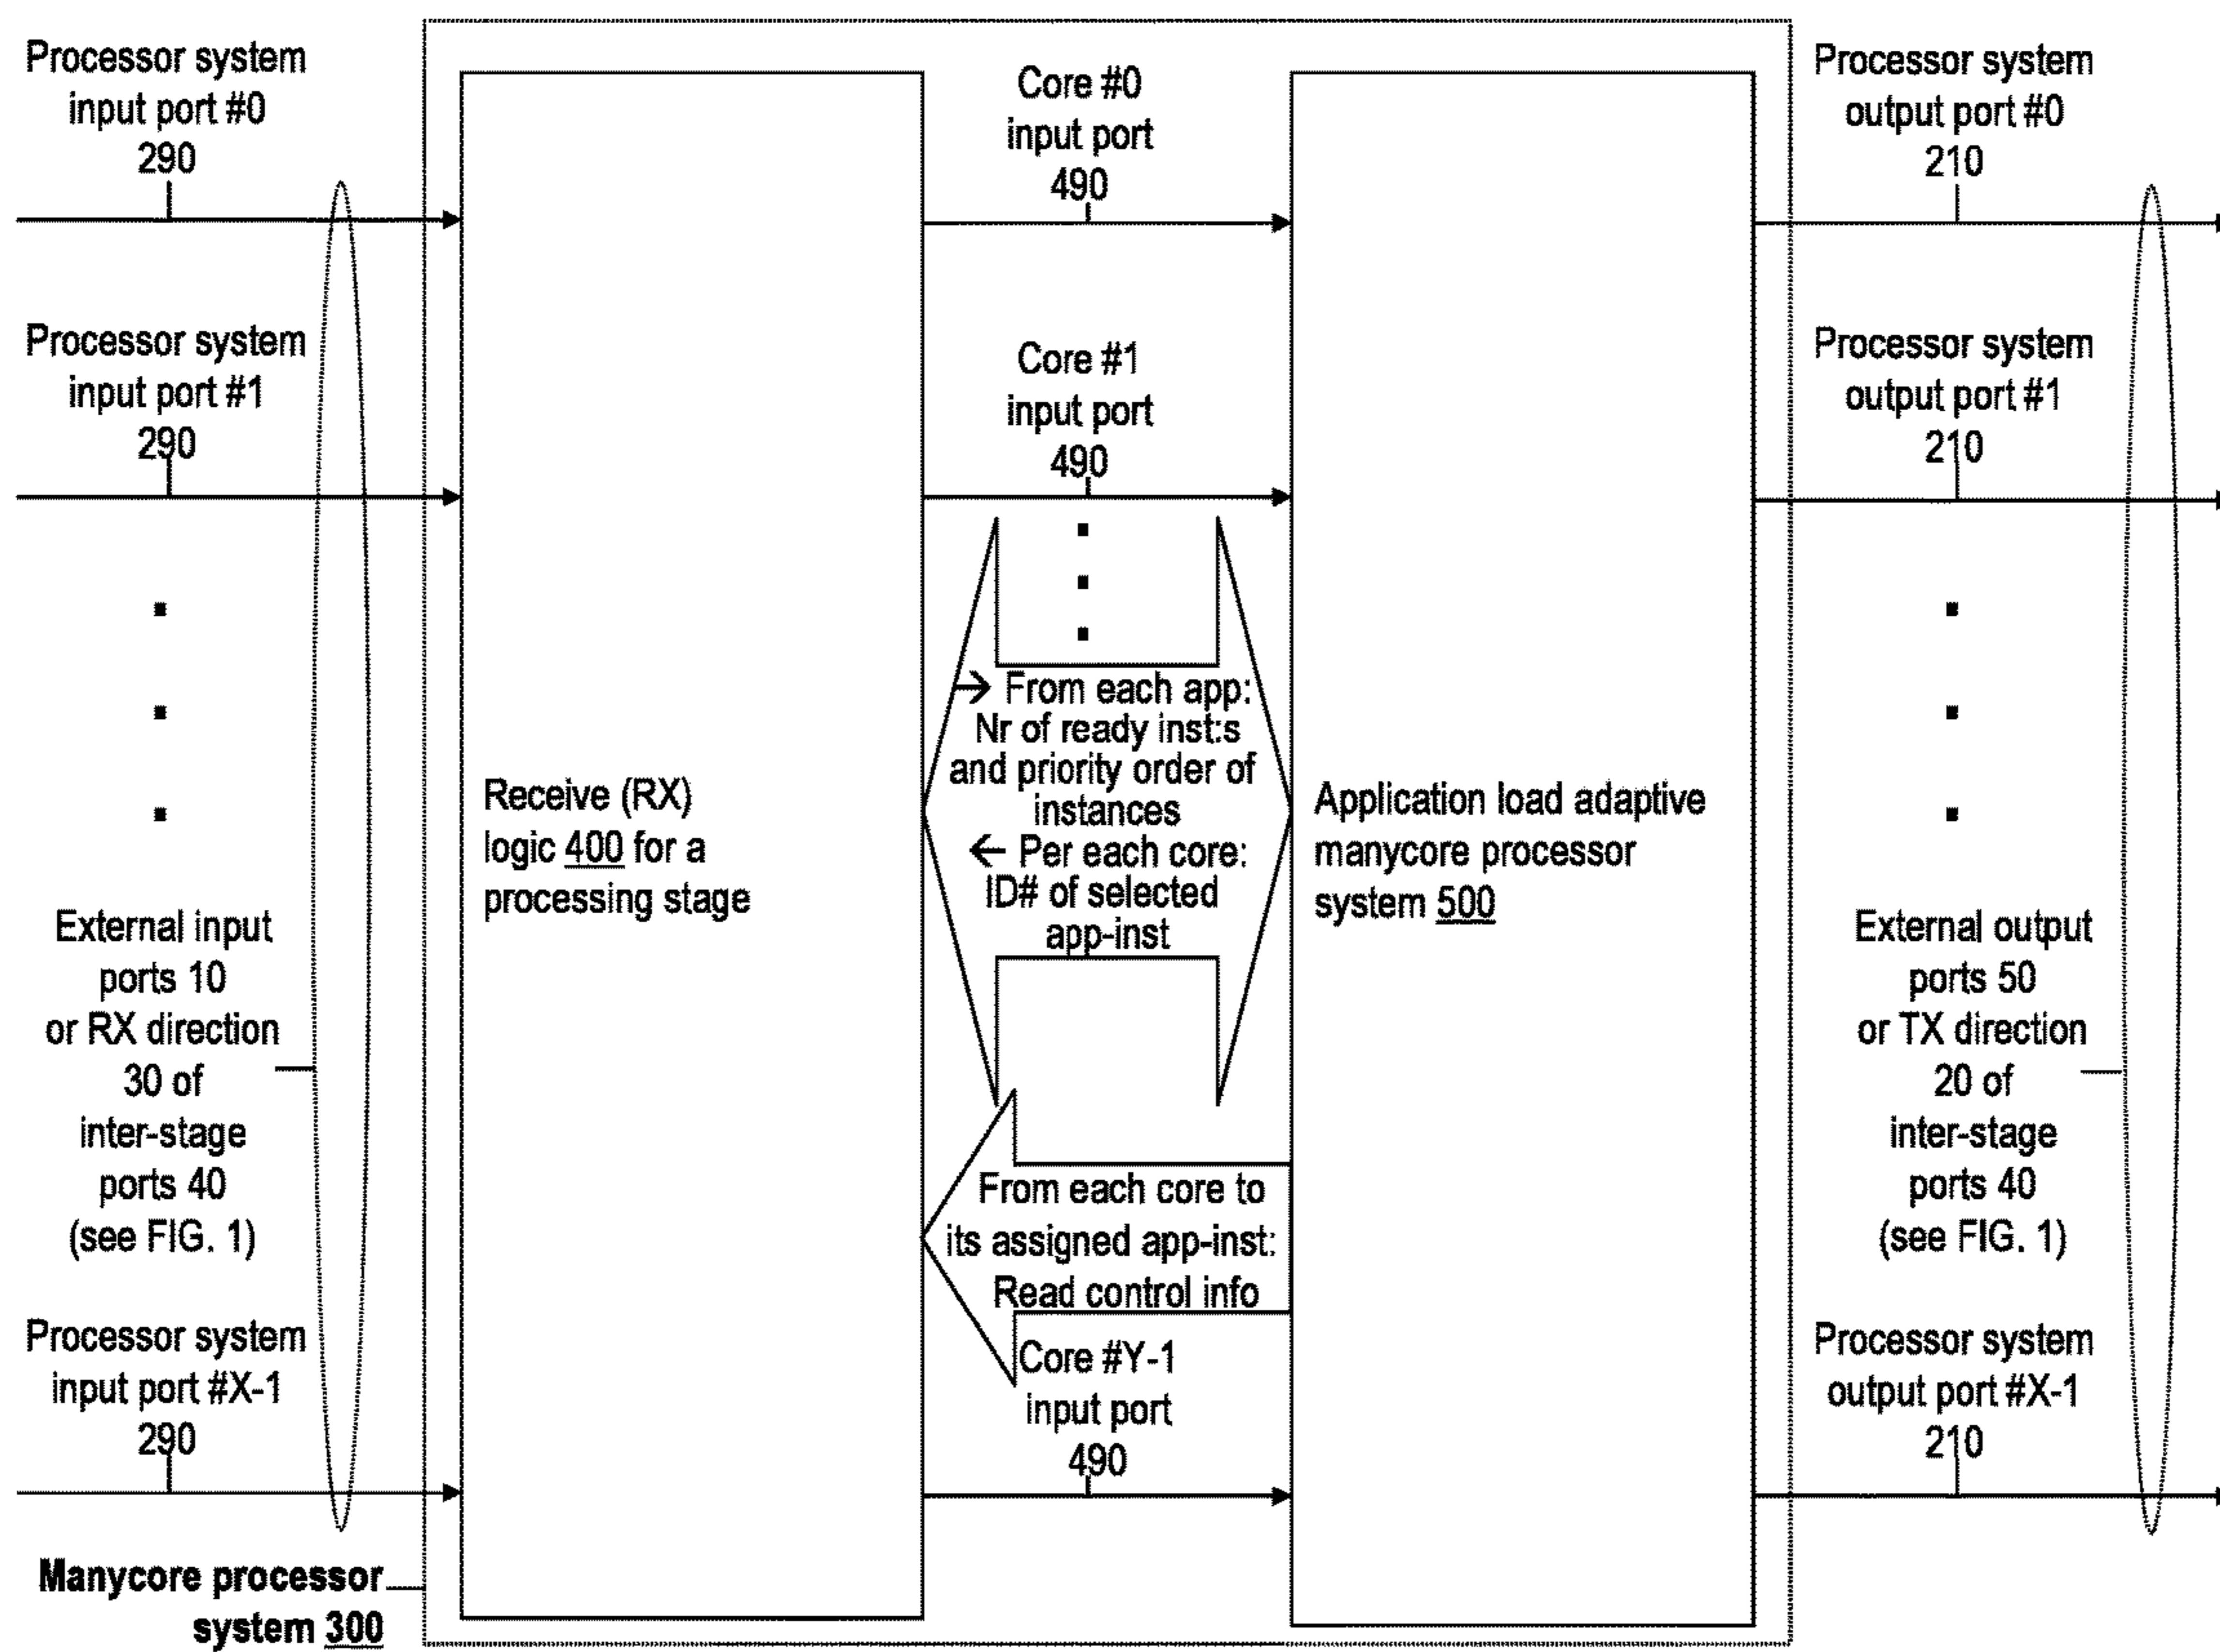 Processor system
input port #0
290
Processor system
input port #1
290
External input
ports 10
or RX direction
30 of
inter-stage
ports 40
(see FIG. 1)
Processor system
input port #X-1
290
Manycore processor
system 300
Receive (RX)
logic 400 for a
processing stage
Core #0
input port
490
Core #1
input port
490
→ From each app:
Nr of ready inst:s
and priority order of
instances
← Per each core:
ID# of selected
app-inst
From each core to
its assigned app-inst:
Read control info
Core #Y-1
input port
490
Application load adaptive
manycore processor
system 500
Processor system
output port #0
210
Processor system
output port #1
210
External output
ports 50
or TX direction
20 of
inter-stage
ports 40
(see FIG. 1)
Processor system
output port #X-1
210